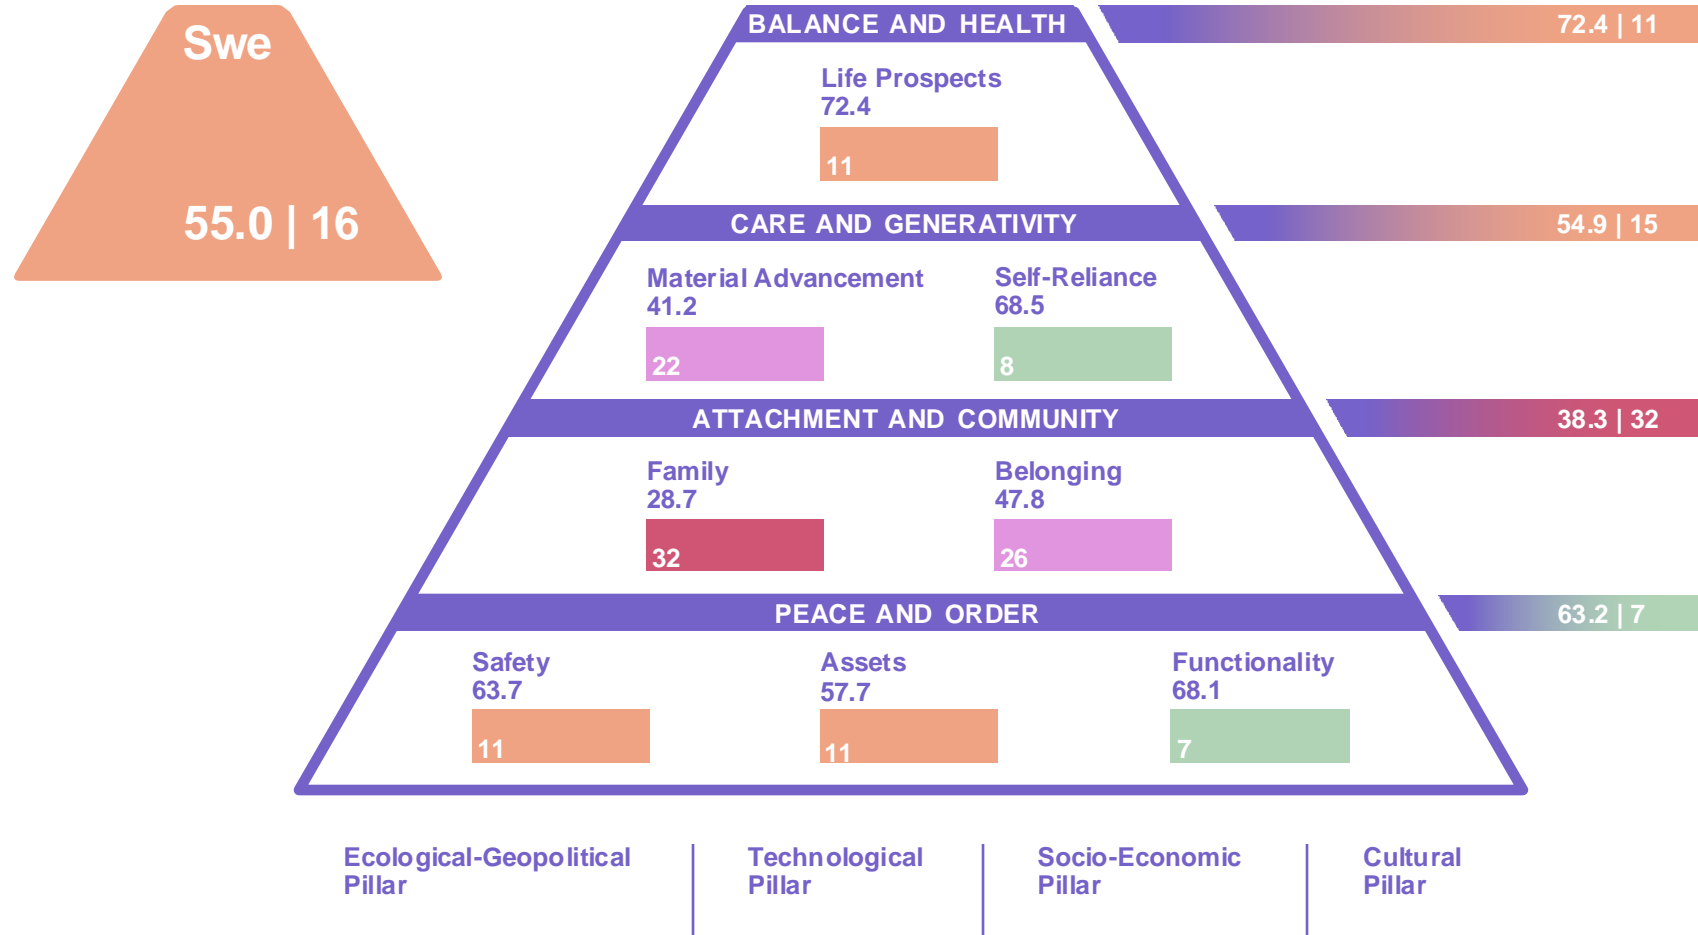 Swe
55.0 | 16
BALANCE AND HEALTH
72.4 | 11
Life Prospects
72.4
11
CARE AND GENERATIVITY
54.9 | 15
Material Advancement
41.2
22
Self-Reliance
68.5
8
ATTACHMENT AND COMMUNITY
38.3 | 32
Family
28.7
32
Belonging
47.8
26
PEACE AND ORDER
63.2 | 7
Safety
63.7
11
Assets
57.7
11
Functionality
68.1
7
Ecological-Geopolitical
Pillar
Technological
Pillar
Socio-Economic
Pillar
Cultural
Pillar